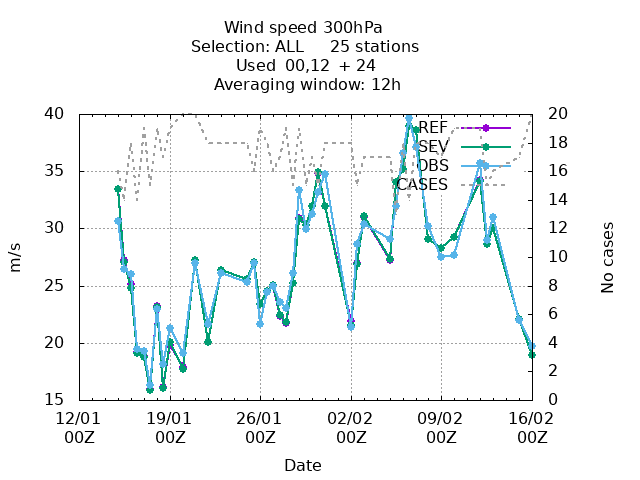 Wind speed 300hPa
Selection: ALL     25 stations
Used  00,12  + 24
Averaging window: 12h
40
35
30
25
20
15
m/s
20
18
16
14
12
10
8
6
4
2
0
No cases
REF
SEV
OBS
CASES
12/01 19/01 26/01 02/02 09/02 16/02
00Z 00Z 00Z 00Z 00Z 00Z
Date